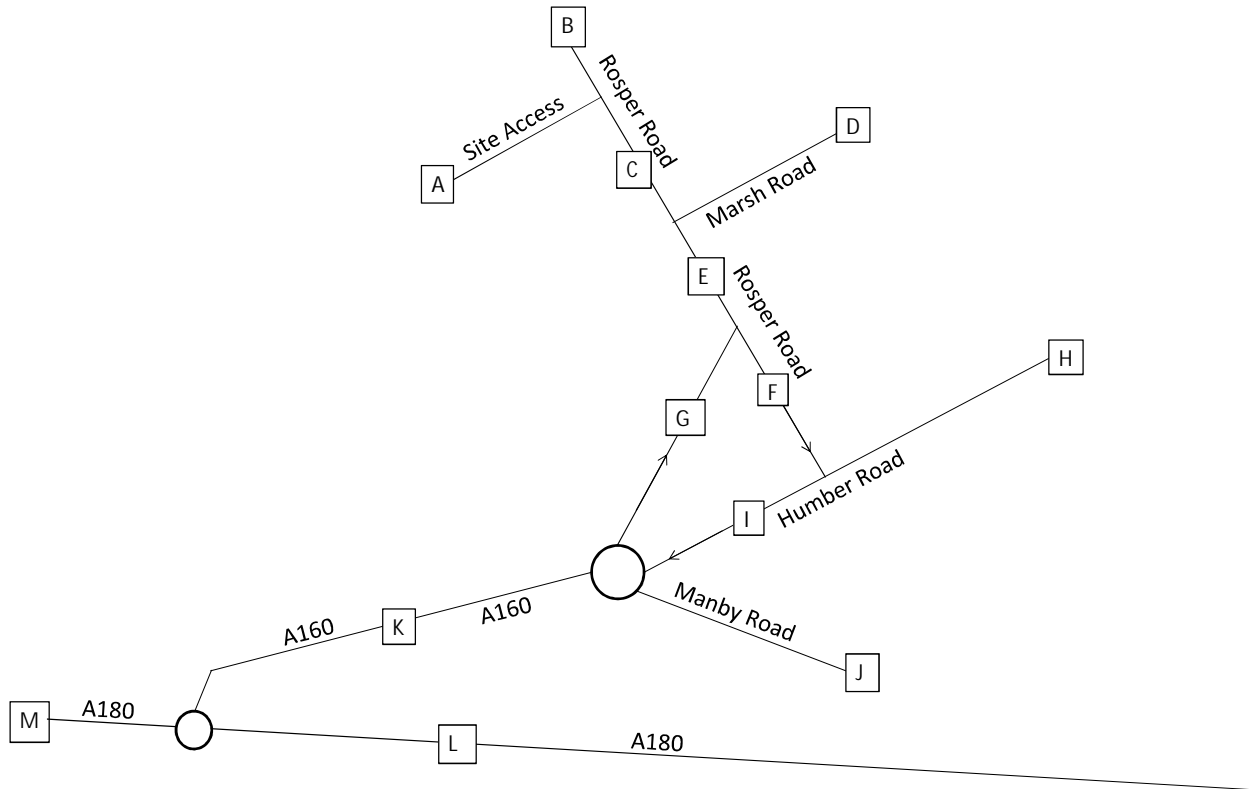 B
Rosper Road
Site Access
D
C
A
Marsh Road
E
Rosper Road
H
F
G
Humber Road
I
Manby Road
A160
A160
K
J
A180
M
L
A180